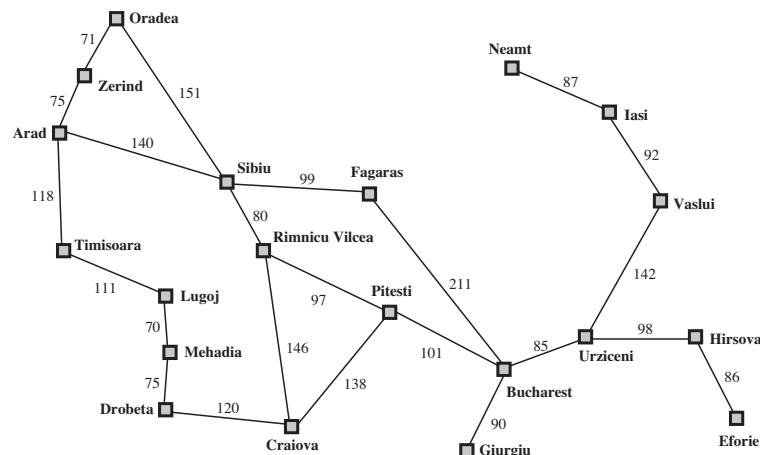 Oradea
71
Neamt
Zerind
87
151
75
Iasi
Arad
140
92
Sibiu
Fagaras
99
118
Vaslui
80
Timisoara
Rimnicu Vilcea
142
111
Lugoj
97
Pitesti
211
70
98
Hirsova
85
146
101
Urziceni
Mehadia
138
86
75
Bucharest
120
Drobeta
90
Craiova
Eforie
Giurgiu